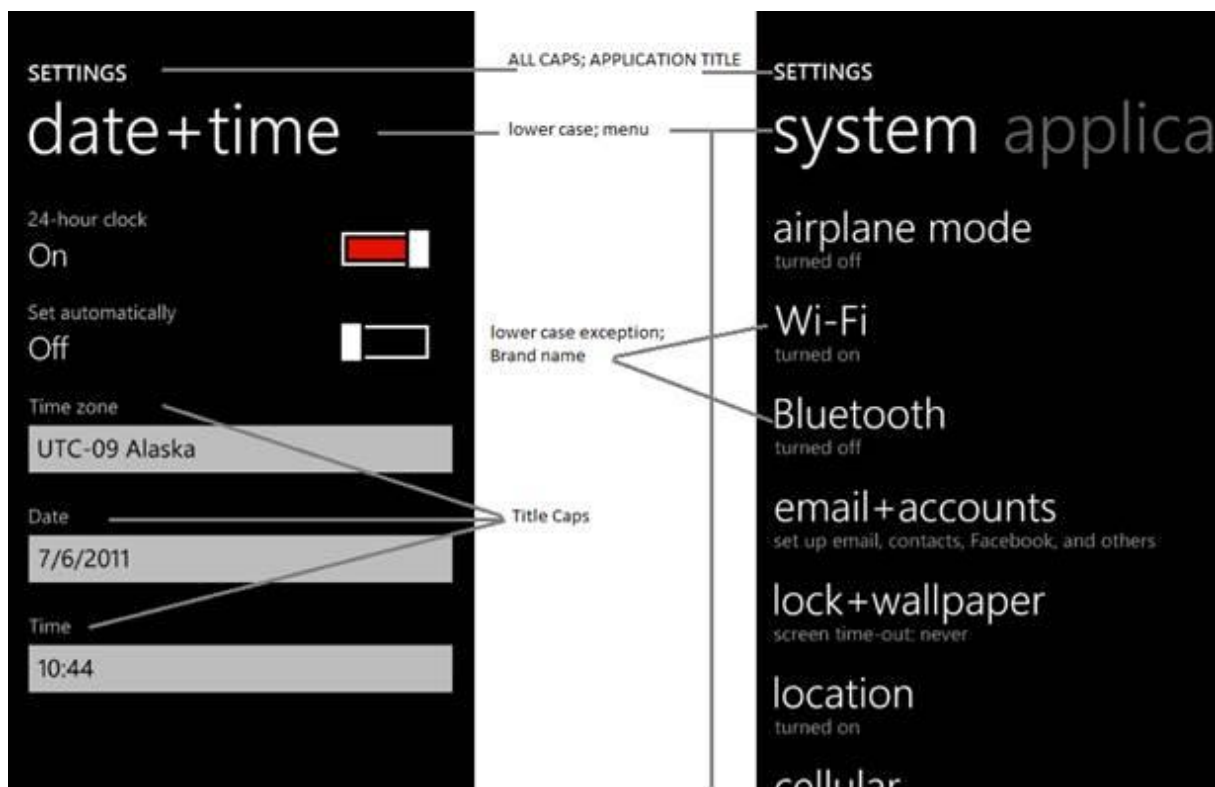 SETTINGS
date+time
24-hour clock
On
Set automatically
Off
Time zone
UTC-09 Alaska
Date
7/6/2011
Time
10:44
ALL CAPS; APPLICATION TITLE
lower case; menu
lower case exception;
Brand name
Title Caps
SETTINGS
system applica
airplane mode
turned off
Wi-Fi
turned on
Bluetooth
turned off
email+accounts
set up email, contacts, Facebook, and others
lock+wallpaper
screen time-out: never
location
turned on
cellular